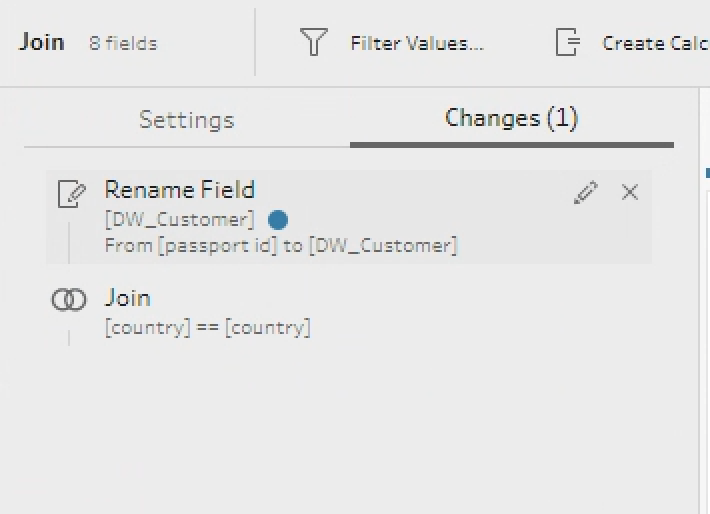 Join 8 fields Filter Values... Create Calc
Settings Changes (1)
Rename Field
[DW_Customer]
From [passport id] to [DW_Customer]
Join
[country] == [country]